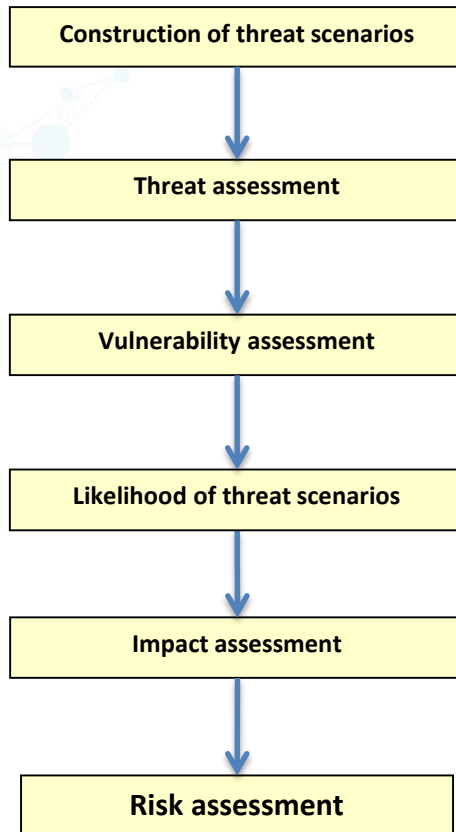 Construction of threat scenarios
Threat assessment
Vulnerability assessment
Likelihood of threat scenarios
Impact assessment
Risk assessment